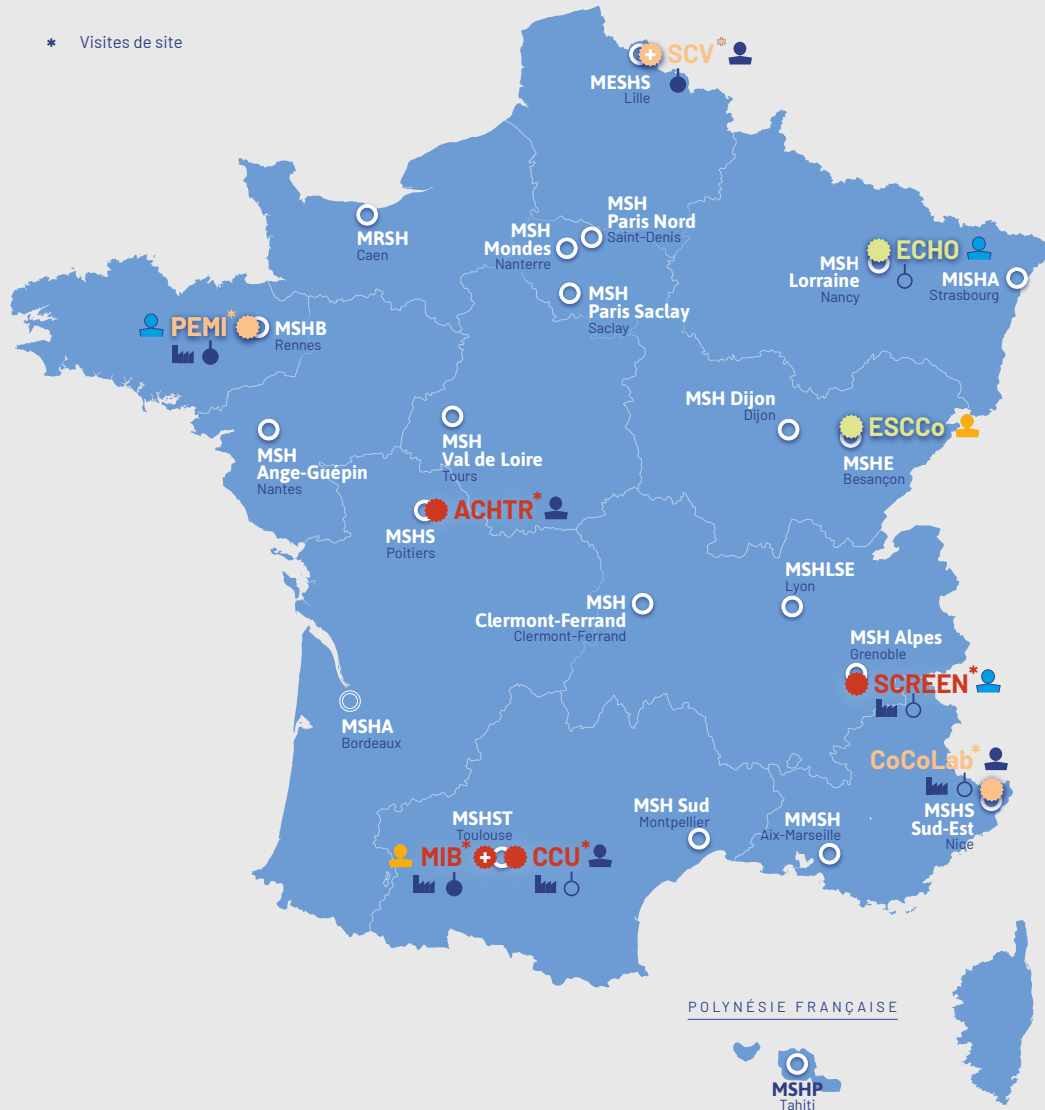 * Visites de site
SCV*
MESHS
Lille
MSH
Paris Nord
Saint-Denis
MRSH
Caen
MSH
Mondes
Nanterre
ECHO
MSH
Lorraine
Nancy
MISHA
Strasbourg
MSH
Paris Saclay
Saclay
PEMI*
MSHB
Rennes
MSH Dijon
Dijon
ESCCo
MSHE
Besançon
MSH
Ange-Guépin
Nantes
MSH
Val de Loire
Tours
ACHTR*
MSHS
Poitiers
MSHLSE
Lyon
MSH
Clermont-Ferrand
Clermont-Ferrand
MSH Alpes
Grenoble
SCREEN*
MSHA
Bordeaux
CoCoLab*
MSHS
Sud-Est
Nice
MSH Sud
Montpellier
MMSH
Aix-Marseille
MSHST
Toulouse
MIB*
CCU*
POLYNÉSIE FRANÇAISE
MSHP
Tahiti